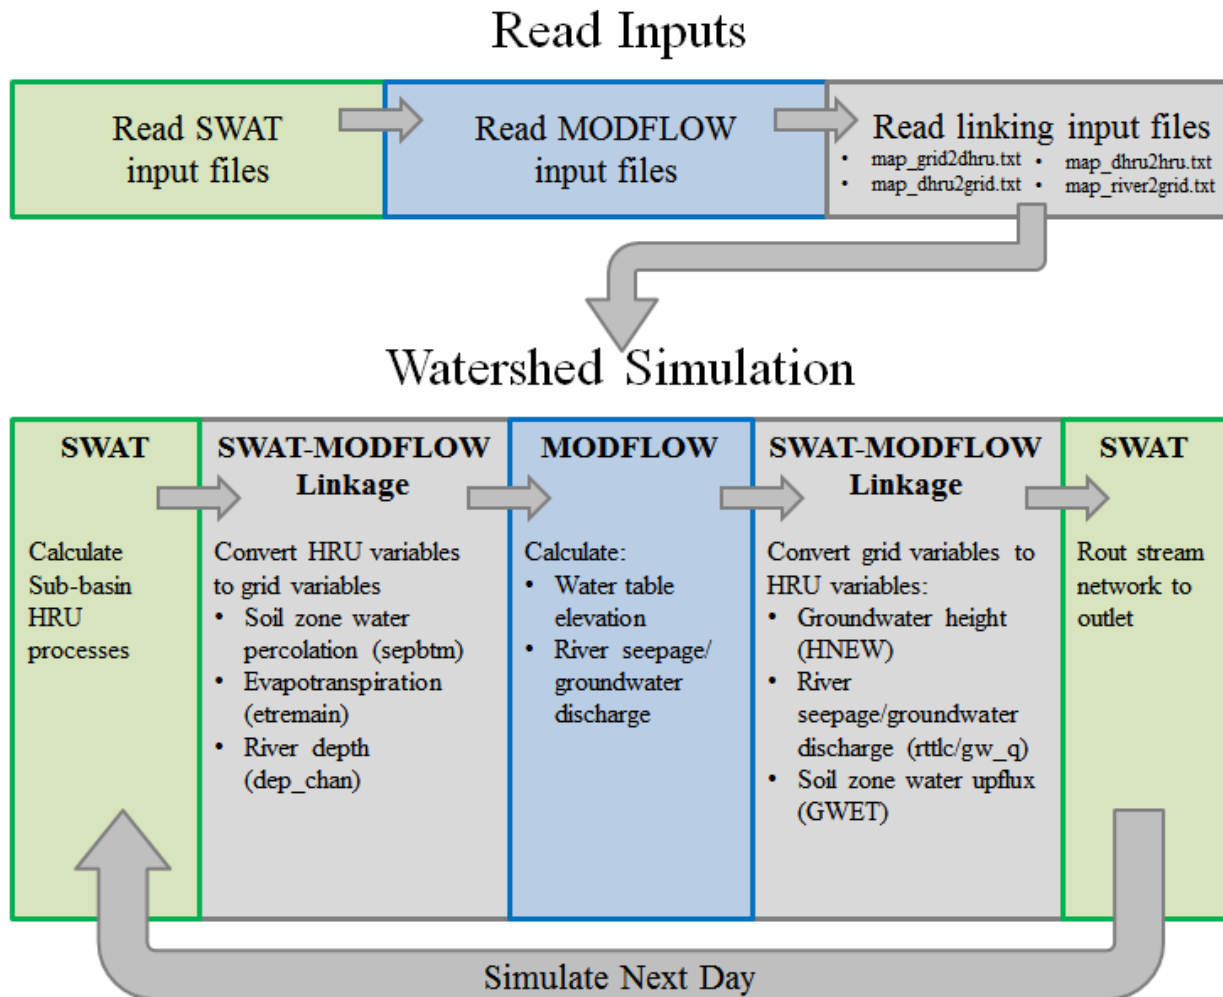 Read Inputs
Read SWAT
input files
Read MODFLOW
input files
Read linking input files
• map_grid2dhru.txt • map_dhru2hru.txt
• map_dhru2grid.txt • map_river2grid.txt
Watershed Simulation
SWAT
Calculate
Sub-basin
HRU
processes
SWAT-MODFLOW
Linkage
Convert HRU variables
to grid variables
• Soil zone water
percolation (sepbtm)
• Evapotranspiration
(etremain)
• River depth
(dep_chan)
MODFLOW
Calculate:
• Water table
elevation
• River seepage/
groundwater
discharge
SWAT-MODFLOW
Linkage
Convert grid variables to
HRU variables:
• Groundwater height
(HNEW)
• River
seepage/groundwater
discharge (rttlc/gw_q)
• Soil zone water upflux
(GWET)
SWAT
Rout stream
network to
outlet
Simulate Next Day